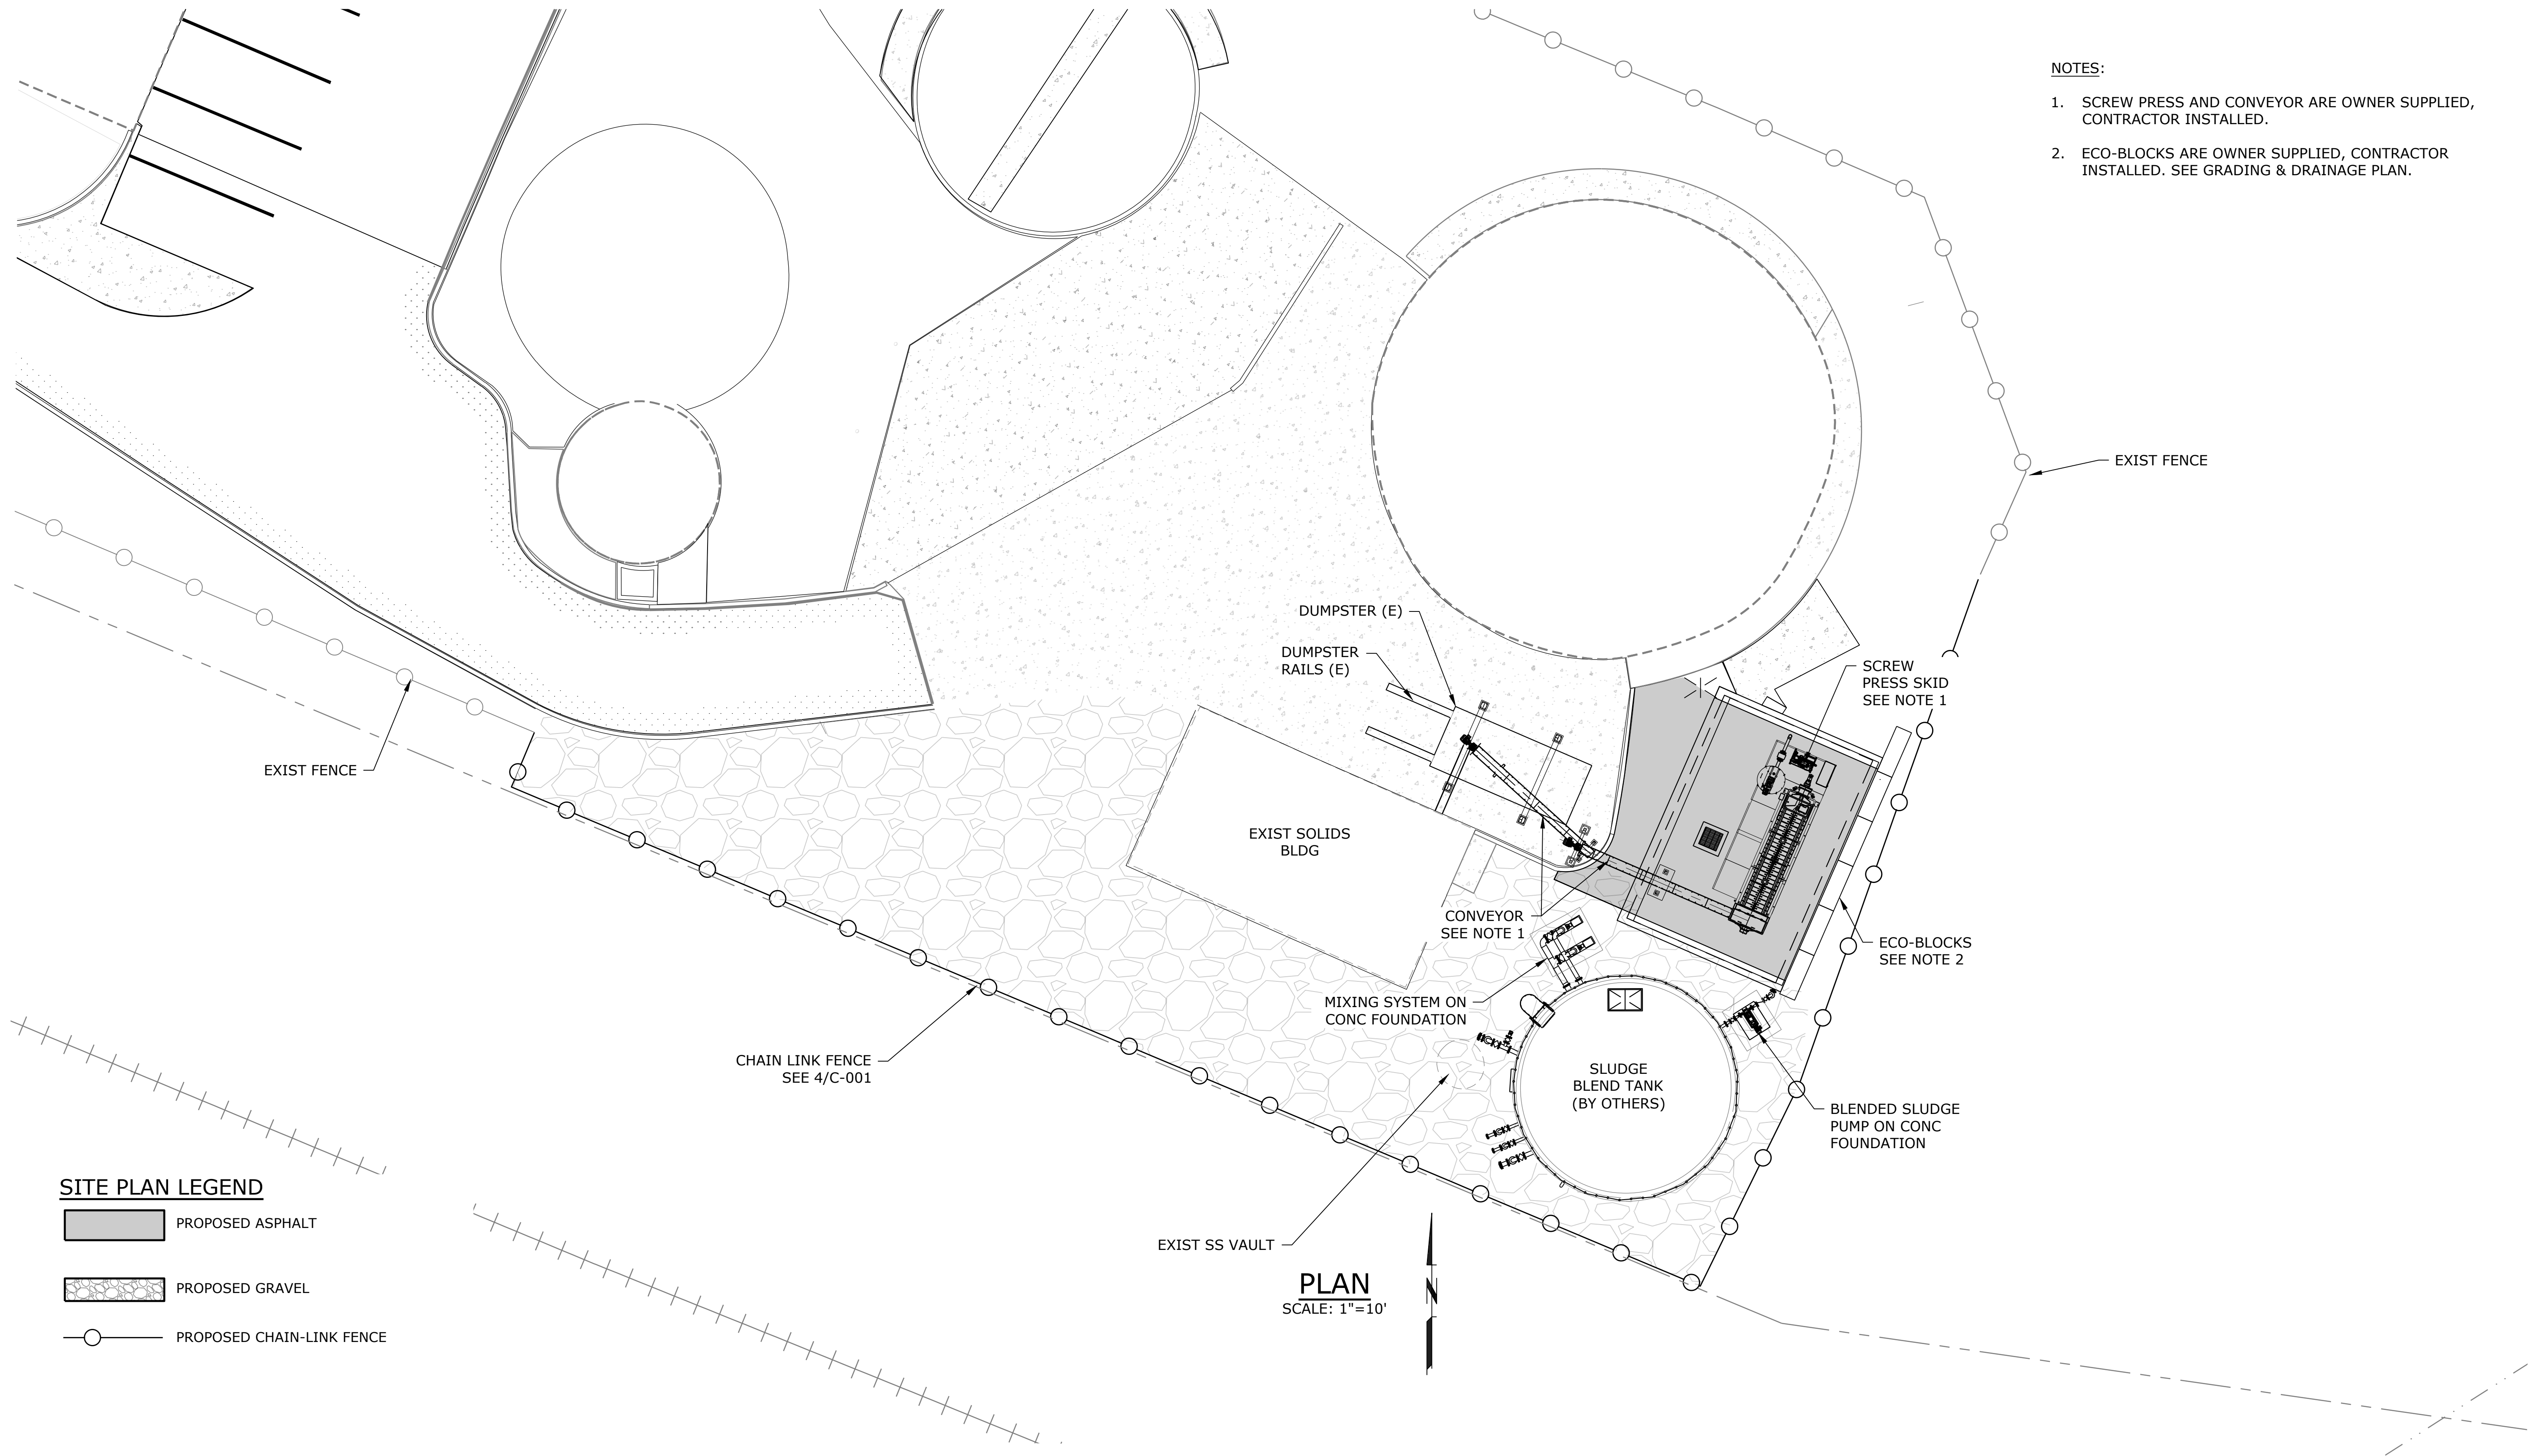 NOTES:
1. SCREW PRESS AND CONVEYOR ARE OWNER SUPPLIED,
CONTRACTOR INSTALLED.
2. ECO-BLOCKS ARE OWNER SUPPLIED, CONTRACTOR
INSTALLED. SEE GRADING & DRAINAGE PLAN.
EXIST FENCE
DUMPSTER (E)
DUMPSTER
RAILS (E)
SCREW
PRESS SKID
SEE NOTE 1
EXIST FENCE
EXIST SOLIDS
BLDG
CONVEYOR
SEE NOTE 1
ECO-BLOCKS
SEE NOTE 2
MIXING SYSTEM ON
CONC FOUNDATION
CHAIN LINK FENCE
SEE 4/C-001
SLUDGE
BLEND TANK
(BY OTHERS)
BLENDED SLUDGE
PUMP ON CONC
FOUNDATION
EXIST SS VAULT
SITE PLAN LEGEND
PROPOSED ASPHALT
PROPOSED GRAVEL
PROPOSED CHAIN-LINK FENCE
PLAN
SCALE: 1"=10'
N